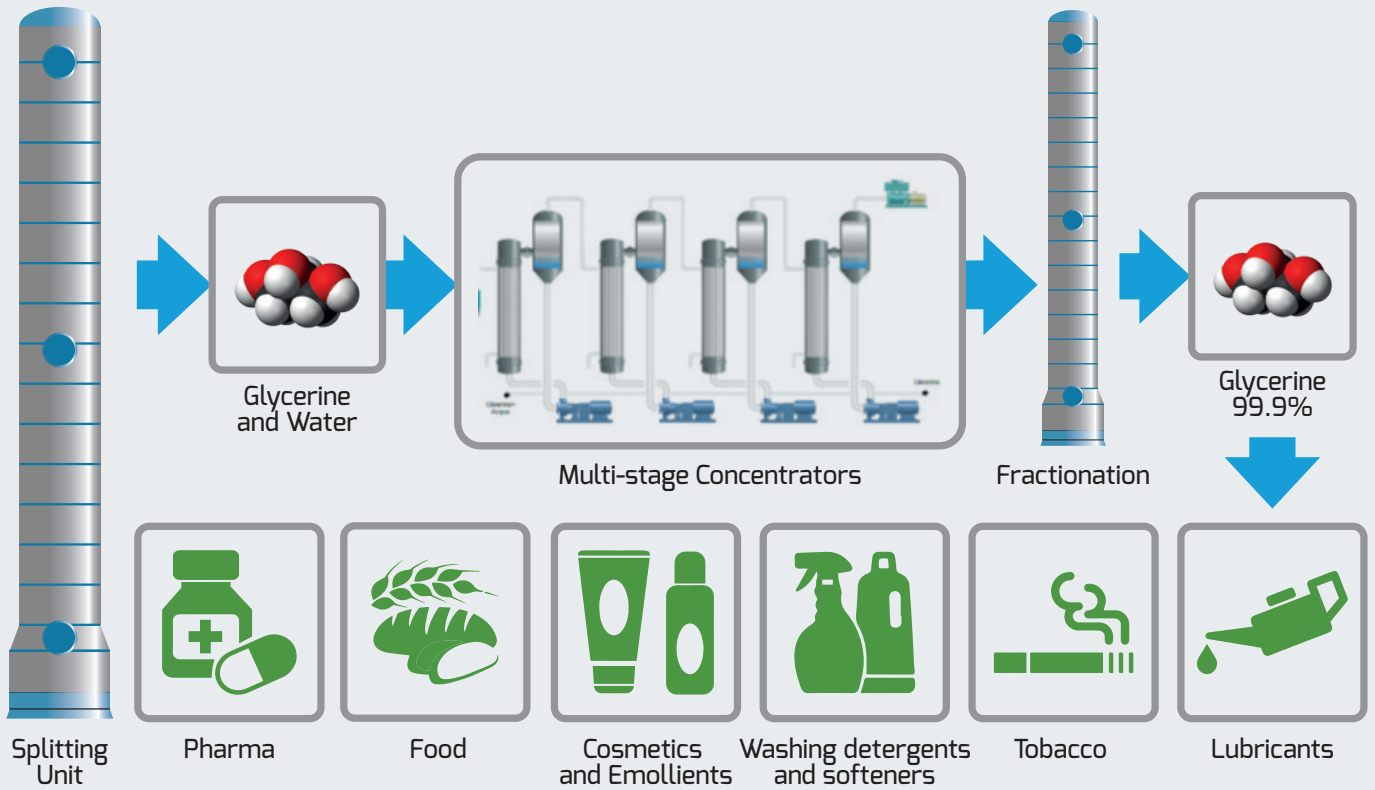 Glycerine
and Water
Multi-stage Concentrators
Fractionation
Glycerine
99.9%
Splitting
Unit
Pharma
Food
Cosmetics
and Emollients
Washing detergents
and softeners
Tobacco
Lubricants